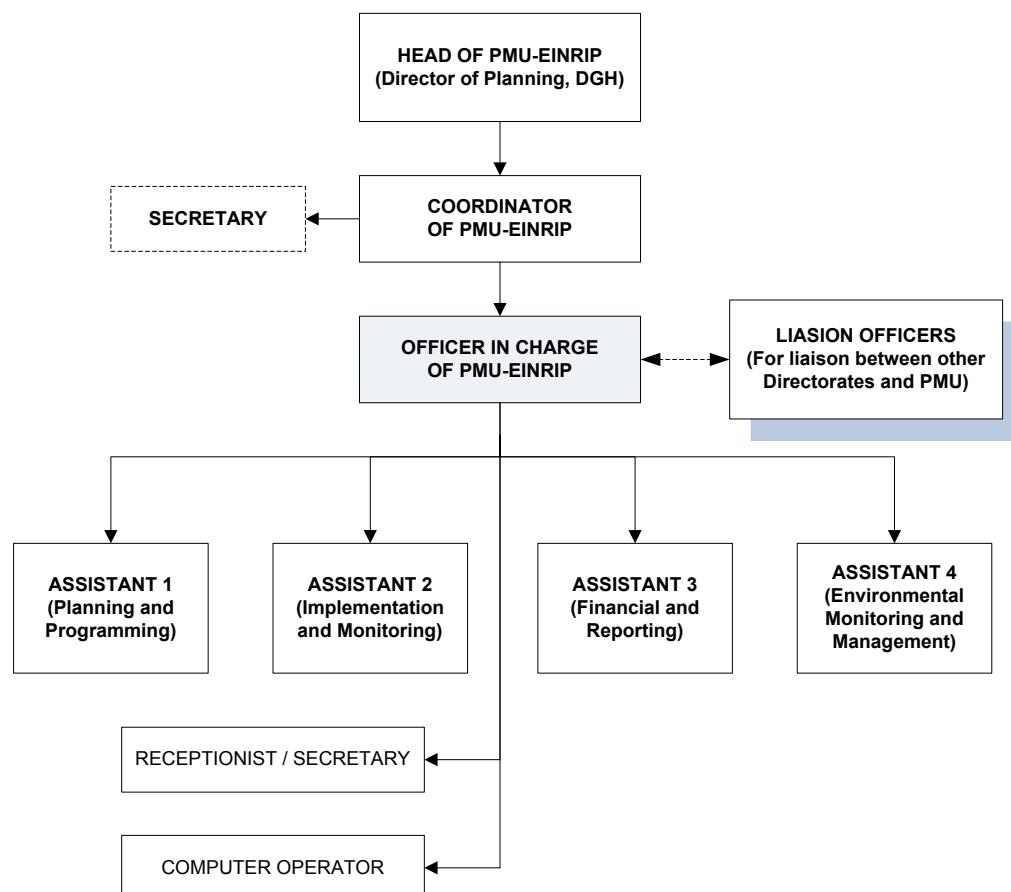 HEAD OF PMU-EINRIP
(Director of Planning, DGH)
SECRETARY
COORDINATOR
OF PMU-EINRIP
OFFICER IN CHARGE
OF PMU-EINRIP
LIASION OFFICERS
(For liaison between other
Directorates and PMU)
ASSISTANT 1
(Planning and
Programming)
ASSISTANT 2
(Implementation
and Monitoring)
ASSISTANT 3
(Financial and
Reporting)
ASSISTANT 4
(Environmental
Monitoring and
Management)
RECEPTIONIST / SECRETARY
COMPUTER OPERATOR